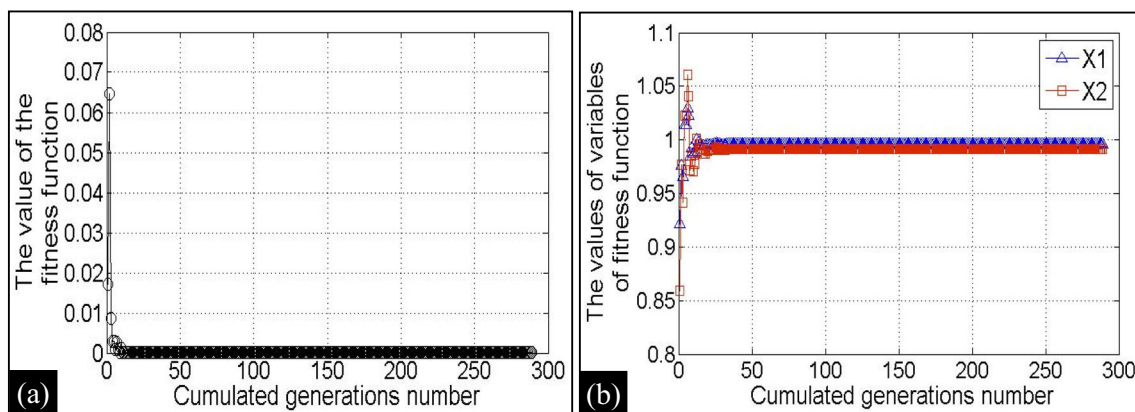 The value of the
fitness function
0.08
0.07
0.06
0.05
0.04
0.03
0.02
0.01
0
0 50 100 150 200 250 300
Cumulated generations number
(a)
The values of variables
of fitness function
1.1
1.05
1
0.95
0.9
0.85
0.8
0 50 100 150 200 250 300
Cumulated generations number
X1
X2
(b)